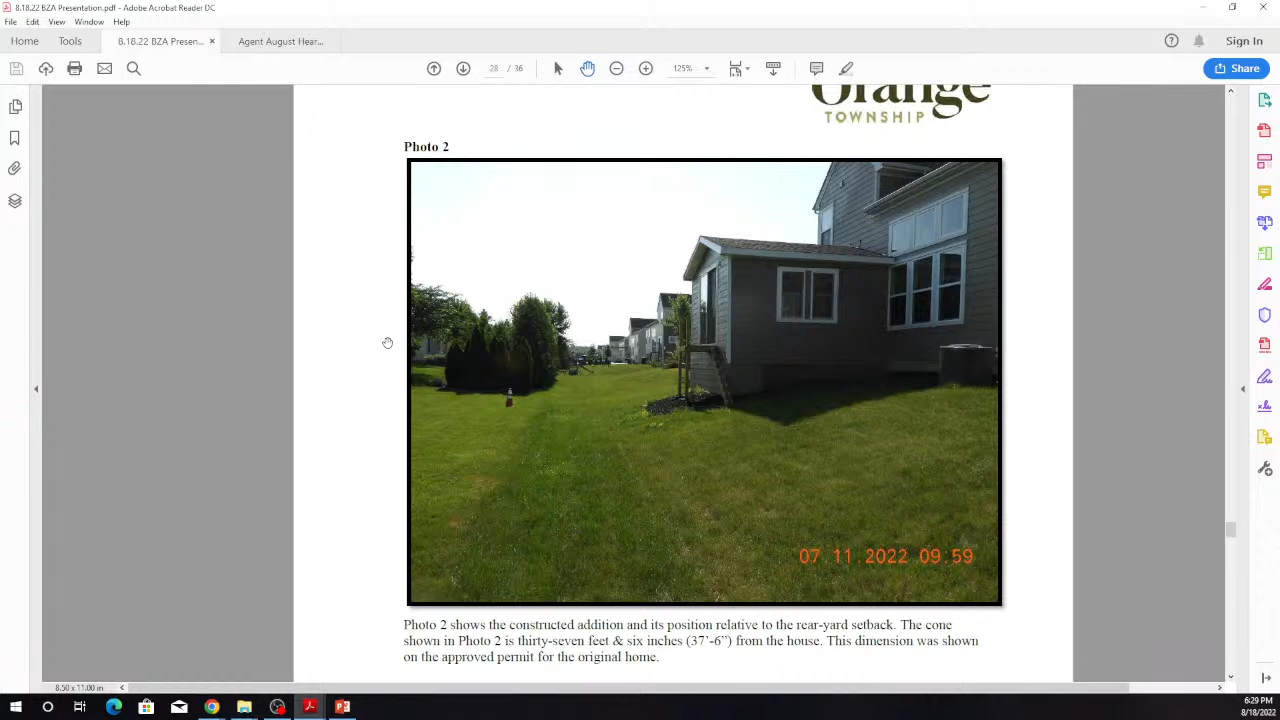 8.18.22 BZA Presentation.pdf - Adobe Acrobat Reader DC
File Edit View Window Help
Home Tools 8.18.22 BZA Presen... × Agent August Hear... Sign In
28 / 36 125% Share
Orange
TOWNSHIP
Photo 2
07.11.2022 09:59
Photo 2 shows the constructed addition and its position relative to the rear-yard setback. The cone
shown in Photo 2 is thirty-seven feet & six inches (37’-6”) from the house. This dimension was shown
on the approved permit for the original home.
8.50 x 11.00 in
6:29 PM
8/18/2022